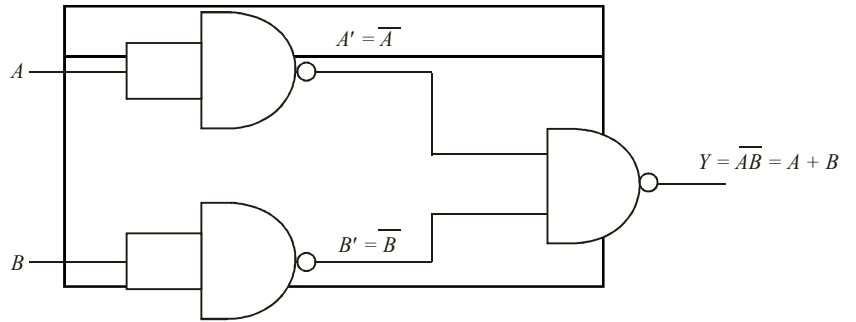 A' = A̅
A
Y = A̅B̅ = A + B
B' = B̅
B